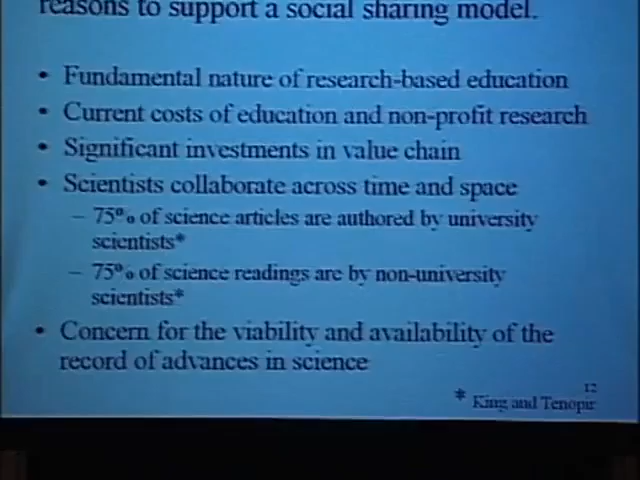 reasons to support a social sharing model.
• Fundamental nature of research-based education
• Current costs of education and non-profit research
• Significant investments in value chain
• Scientists collaborate across time and space
– 75% of science articles are authored by university
scientists*
– 75% of science readings are by non-university
scientists*
• Concern for the viability and availability of the
record of advances in science
12
* King and Tenopir